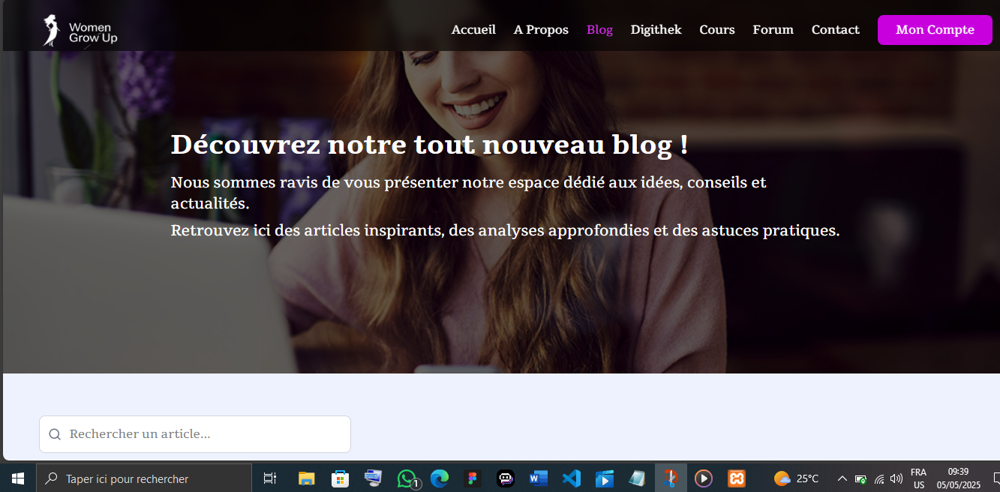 Women
Grow Up
Accueil A Propos Blog Digithek Cours Forum Contact Mon Compte
Découvrez notre tout nouveau blog !
Nous sommes ravis de vous présenter notre espace dédié aux idées, conseils et
actualités.
Retrouvez ici des articles inspirants, des analyses approfondies et des astuces pratiques.
Rechercher un article...
Taper ici pour rechercher
1
25°C
FRA
US
09:39
05/05/2025